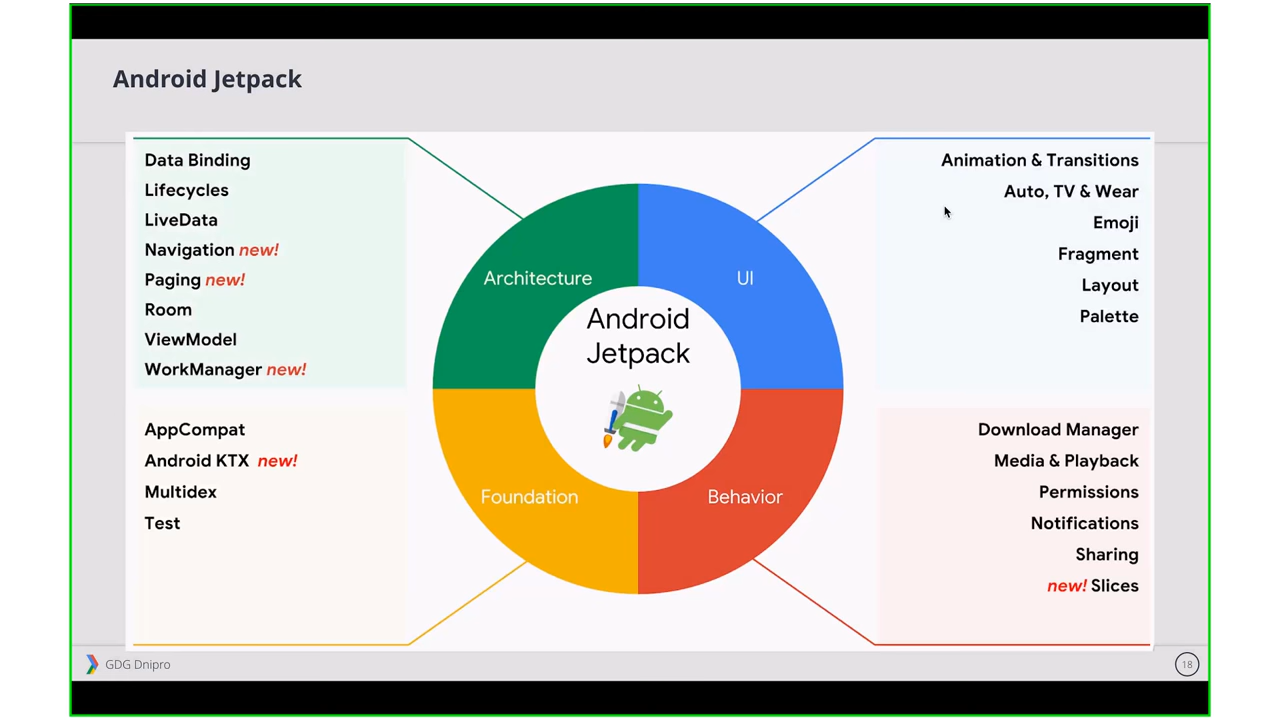 Android Jetpack
Data Binding
Lifecycles
LiveData
Navigation new!
Paging new!
Room
ViewModel
WorkManager new!
Animation & Transitions
Auto, TV & Wear
Emoji
Fragment
Layout
Palette
Architecture
UI
Android
Jetpack
Foundation
Behavior
AppCompat
Android KTX new!
Multidex
Test
Download Manager
Media & Playback
Permissions
Notifications
Sharing
new! Slices
GDG Dnipro
18